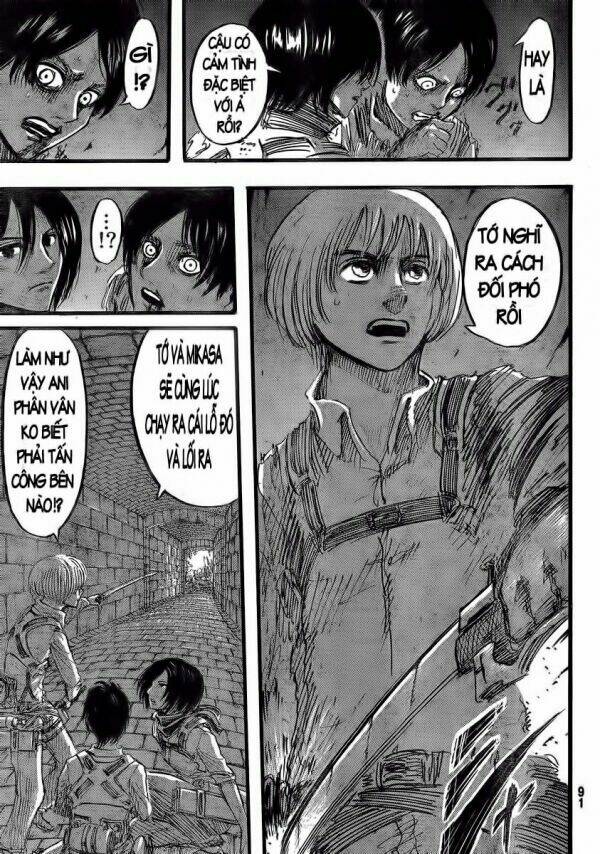 HAY
LÀ
CẬU CÓ
CẢM TÌNH
ĐẶC BIỆT
VỚI Ả
RỒI?
GÌ
!?
TỚ NGHĨ
RA CÁCH
ĐỐI PHÓ
RỒI
...!?
TỚ VÀ MIKASA
SẼ CÙNG LÚC
CHẠY RA CÁI LỖ ĐÓ
VÀ LỐI RA
LÀM NHƯ
VẬY ANI
PHÂN VÂN
KO BIẾT
PHẢI TẤN
CÔNG BÊN
NÀO!?
91